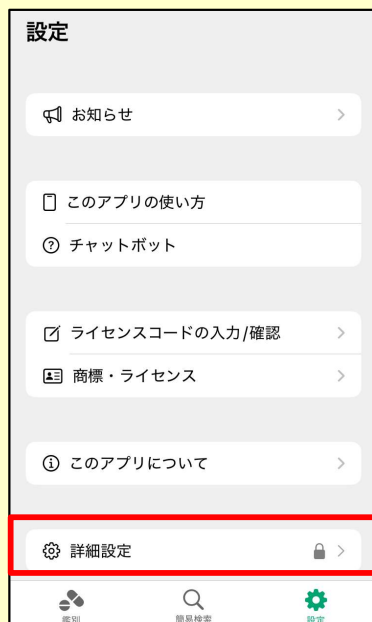 設定
お知らせ
このアプリの使い方
チャットボット
ライセンスコードの入力/確認
商標・ライセンス
このアプリについて
詳細設定
鑑別
簡易検索
設定